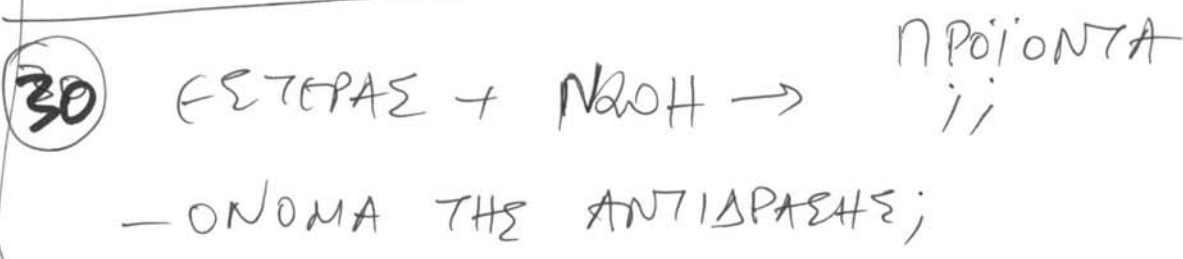 30 ΕΣΤΕΡΑΣ + NaOH → ΠΡΟΪΟΝΤΑ ;;
- ΟΝΟΜΑ ΤΗΣ ΑΝΤΙΔΡΑΣΗΣ;